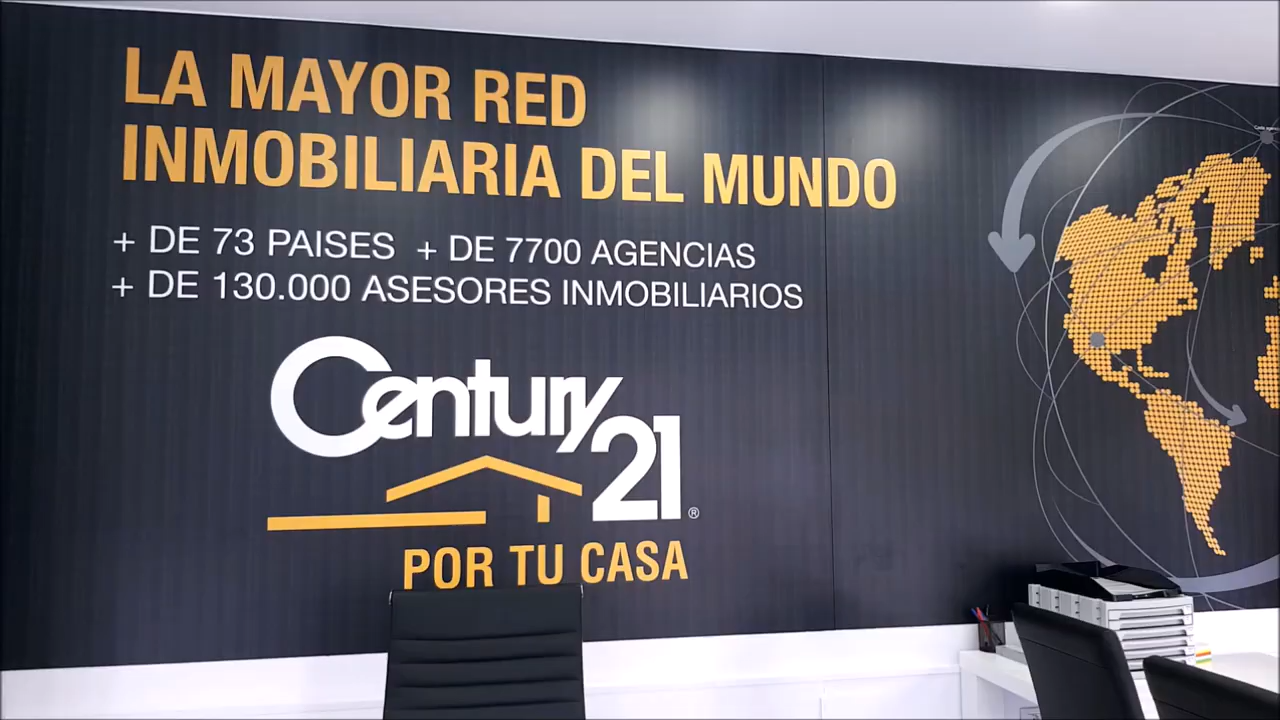 LA MAYOR RED
INMOBILIARIA DEL MUNDO
+ DE 73 PAISES + DE 7700 AGENCIAS
+ DE 130.000 ASESORES INMOBILIARIOS
Century
21®
POR TU CASA